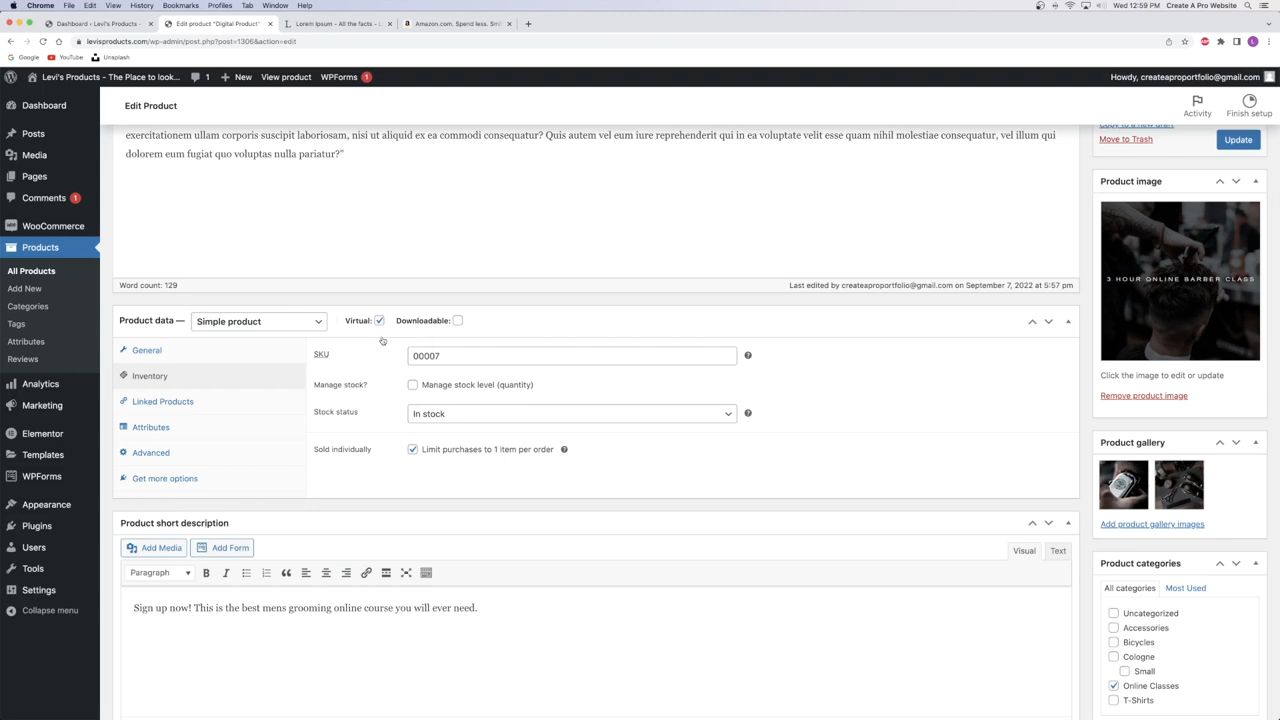 Chrome File Edit View History Bookmarks Profiles Tab Window Help Create A Pro Website Wed 12:59 PM
Dashboard ‹ Levi's Products - Edit product "Digital Product" Lorem Ipsum - All the facts - L Amazon.com. Spend less. Smi
levisproducts.com/wp-admin/post.php?post=1306&action=edit
Google YouTube Unsplash
Levi's Products - The Place to look... 1 New View product WPForms 1 Howdy, createaproportfolio@gmail.com
Dashboard
Posts
Media
Pages
Comments 1
WooCommerce
Products
All Products
Add New
Categories
Tags
Attributes
Reviews
Analytics
Marketing
Elementor
Templates
WPForms
Appearance
Plugins
Users
Tools
Settings
Collapse menu
Edit Product
Activity
Finish setup
exercitationem ullam corporis suscipit laboriosam, nisi ut aliquid ex ea commodi consequatur? Quis autem vel eum iure reprehenderit qui in ea voluptate velit esse quam nihil molestiae consequatur, vel illum qui
dolorem eum fugiat quo voluptas nulla pariatur?"
Word count: 129 Last edited by createaproportfolio@gmail.com on September 7, 2022 at 5:57 pm
Product data — Simple product Virtual: Downloadable:
General
Inventory
Linked Products
Attributes
Advanced
Get more options
SKU 00007
Manage stock? Manage stock level (quantity)
Stock status In stock
Sold individually Limit purchases to 1 item per order
Product short description
Add Media Add Form Visual Text
Paragraph
Sign up now! This is the best mens grooming online course you will ever need.
Copy to a new draft
Move to Trash Update
Product image
3 HOUR ONLINE BARBER CLASS
Click the image to edit or update
Remove product image
Product gallery
Add product gallery images
Product categories
All categories Most Used
Uncategorized
Accessories
Bicycles
Cologne
Small
Online Classes
T-Shirts